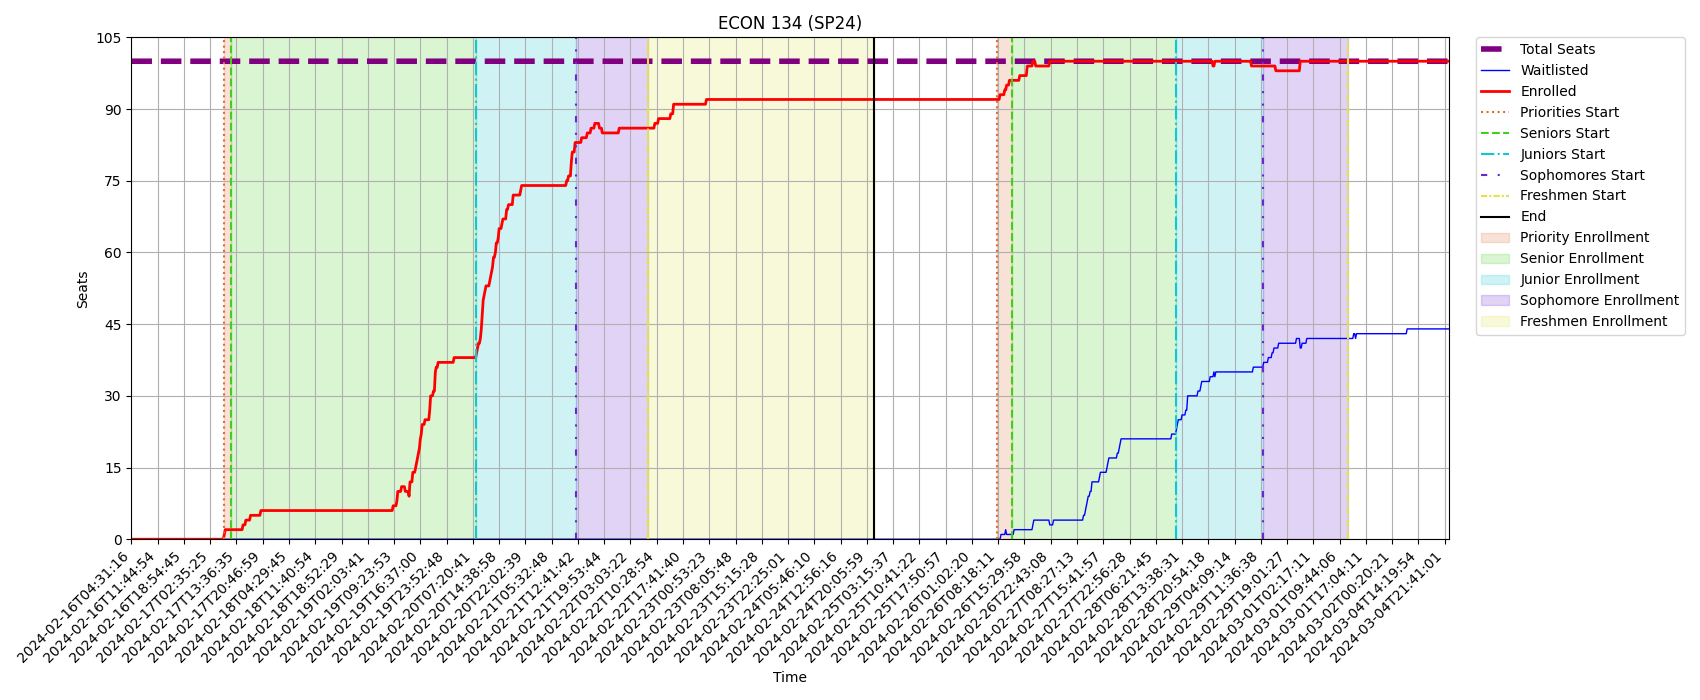 ECON 134 (SP24)
Seats
105
90
75
60
45
30
15
0
2024-02-16T04:31:16
2024-02-16T11:44:54
2024-02-16T18:54:45
2024-02-17T02:35:25
2024-02-17T13:36:35
2024-02-17T20:46:59
2024-02-18T04:29:45
2024-02-18T11:40:54
2024-02-18T18:52:29
2024-02-19T02:03:41
2024-02-19T09:23:53
2024-02-19T16:37:00
2024-02-19T23:52:48
2024-02-20T07:20:41
2024-02-20T14:38:58
2024-02-20T22:02:39
2024-02-21T05:32:48
2024-02-21T12:41:42
2024-02-21T19:53:44
2024-02-22T03:03:22
2024-02-22T10:28:54
2024-02-22T17:41:40
2024-02-23T00:53:23
2024-02-23T08:05:48
2024-02-23T15:15:28
2024-02-23T22:25:01
2024-02-24T05:46:10
2024-02-24T12:56:16
2024-02-24T20:05:59
2024-02-25T03:15:37
2024-02-25T10:41:22
2024-02-25T17:50:57
2024-02-26T01:02:20
2024-02-26T08:18:11
2024-02-26T15:29:58
2024-02-26T22:43:08
2024-02-27T08:27:13
2024-02-27T15:41:57
2024-02-27T22:56:28
2024-02-28T06:21:45
2024-02-28T13:38:31
2024-02-28T20:54:18
2024-02-29T04:09:14
2024-02-29T11:36:38
2024-02-29T19:01:27
2024-03-01T02:17:11
2024-03-01T09:44:06
2024-03-01T17:04:11
2024-03-02T00:20:21
2024-03-04T14:19:54
2024-03-04T21:41:01
Time
Total Seats
Waitlisted
Enrolled
Priorities Start
Seniors Start
Juniors Start
Sophomores Start
Freshmen Start
End
Priority Enrollment
Senior Enrollment
Junior Enrollment
Sophomore Enrollment
Freshmen Enrollment